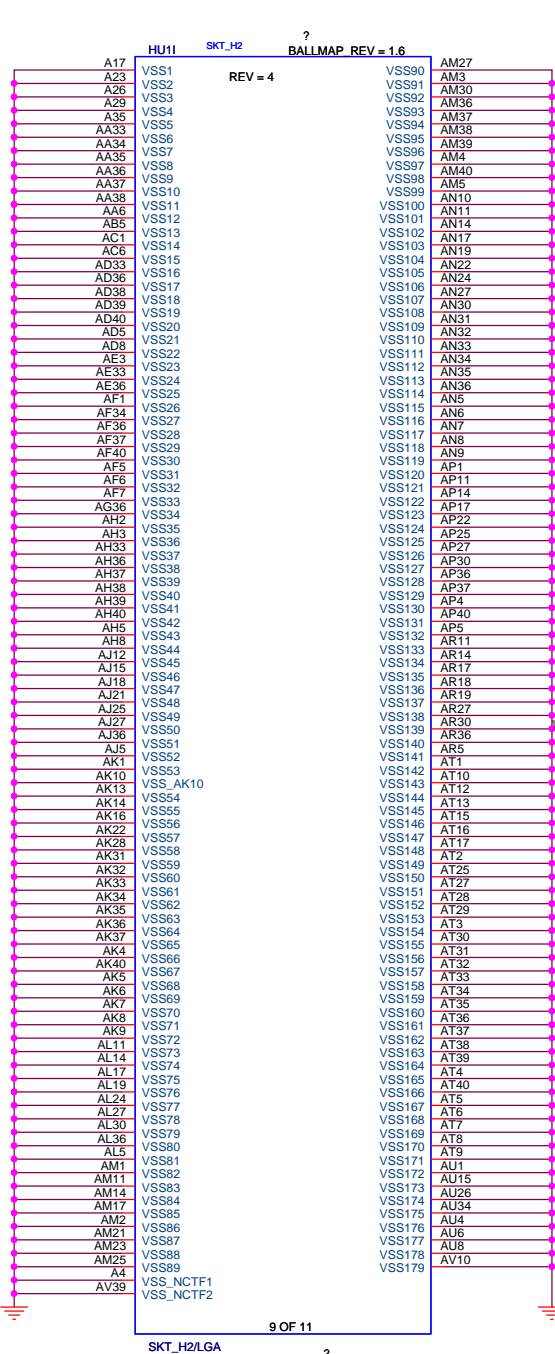 ?
HU1I SKT_H2 BALLMAP_REV = 1.6
REV = 4
A17 VSS1 VSS90 AM27
A23 VSS2 VSS91 AM3
A26 VSS3 VSS92 AM30
A29 VSS4 VSS93 AM36
A35 VSS5 VSS94 AM37
AA33 VSS6 VSS95 AM38
AA34 VSS7 VSS96 AM39
AA35 VSS8 VSS97 AM4
AA36 VSS9 VSS98 AM40
AA37 VSS10 VSS99 AM5
AA38 VSS11 VSS100 AN10
AA6 VSS12 VSS101 AN11
AB5 VSS13 VSS102 AN14
AC1 VSS14 VSS103 AN17
AC6 VSS15 VSS104 AN19
AD33 VSS16 VSS105 AN22
AD36 VSS17 VSS106 AN24
AD38 VSS18 VSS107 AN27
AD39 VSS19 VSS108 AN30
AD40 VSS20 VSS109 AN31
AD5 VSS21 VSS110 AN32
AD8 VSS22 VSS111 AN33
AE3 VSS23 VSS112 AN34
AE33 VSS24 VSS113 AN35
AE36 VSS25 VSS114 AN36
AF1 VSS26 VSS115 AN5
AF34 VSS27 VSS116 AN6
AF36 VSS28 VSS117 AN7
AF37 VSS29 VSS118 AN8
AF40 VSS30 VSS119 AN9
AF5 VSS31 VSS120 AP1
AF6 VSS32 VSS121 AP11
AF7 VSS33 VSS122 AP14
AG36 VSS34 VSS123 AP17
AH2 VSS35 VSS124 AP22
AH3 VSS36 VSS125 AP25
AH33 VSS37 VSS126 AP27
AH36 VSS38 VSS127 AP30
AH37 VSS39 VSS128 AP36
AH38 VSS40 VSS129 AP37
AH39 VSS41 VSS130 AP4
AH40 VSS42 VSS131 AP40
AH5 VSS43 VSS132 AP5
AH8 VSS44 VSS133 AR11
AJ12 VSS45 VSS134 AR14
AJ15 VSS46 VSS135 AR17
AJ18 VSS47 VSS136 AR18
AJ21 VSS48 VSS137 AR19
AJ25 VSS49 VSS138 AR27
AJ27 VSS50 VSS139 AR30
AJ36 VSS51 VSS140 AR36
AJ5 VSS52 VSS141 AR5
AK1 VSS53 VSS142 AT1
AK10 VSS_AK10 VSS143 AT10
AK13 VSS54 VSS144 AT12
AK14 VSS55 VSS145 AT13
AK16 VSS56 VSS146 AT15
AK22 VSS57 VSS147 AT16
AK28 VSS58 VSS148 AT17
AK31 VSS59 VSS149 AT2
AK32 VSS60 VSS150 AT25
AK33 VSS61 VSS151 AT27
AK34 VSS62 VSS152 AT28
AK35 VSS63 VSS153 AT29
AK36 VSS64 VSS154 AT3
AK37 VSS65 VSS155 AT30
AK4 VSS66 VSS156 AT31
AK40 VSS67 VSS157 AT32
AK5 VSS68 VSS158 AT33
AK6 VSS69 VSS159 AT34
AK7 VSS70 VSS160 AT35
AK8 VSS71 VSS161 AT36
AK9 VSS72 VSS162 AT37
AL11 VSS73 VSS163 AT38
AL14 VSS74 VSS164 AT39
AL17 VSS75 VSS165 AT4
AL19 VSS76 VSS166 AT40
AL24 VSS77 VSS167 AT5
AL27 VSS78 VSS168 AT6
AL30 VSS79 VSS169 AT7
AL36 VSS80 VSS170 AT8
AL5 VSS81 VSS171 AT9
AM1 VSS82 VSS172 AU1
AM11 VSS83 VSS173 AU15
AM14 VSS84 VSS174 AU26
AM17 VSS85 VSS175 AU34
AM2 VSS86 VSS176 AU4
AM21 VSS87 VSS177 AU6
AM23 VSS88 VSS178 AU8
AM25 VSS89 VSS179 AV10
A4 VSS_NCTF1
AV39 VSS_NCTF2
9 OF 11
SKT_H2/LGA
?